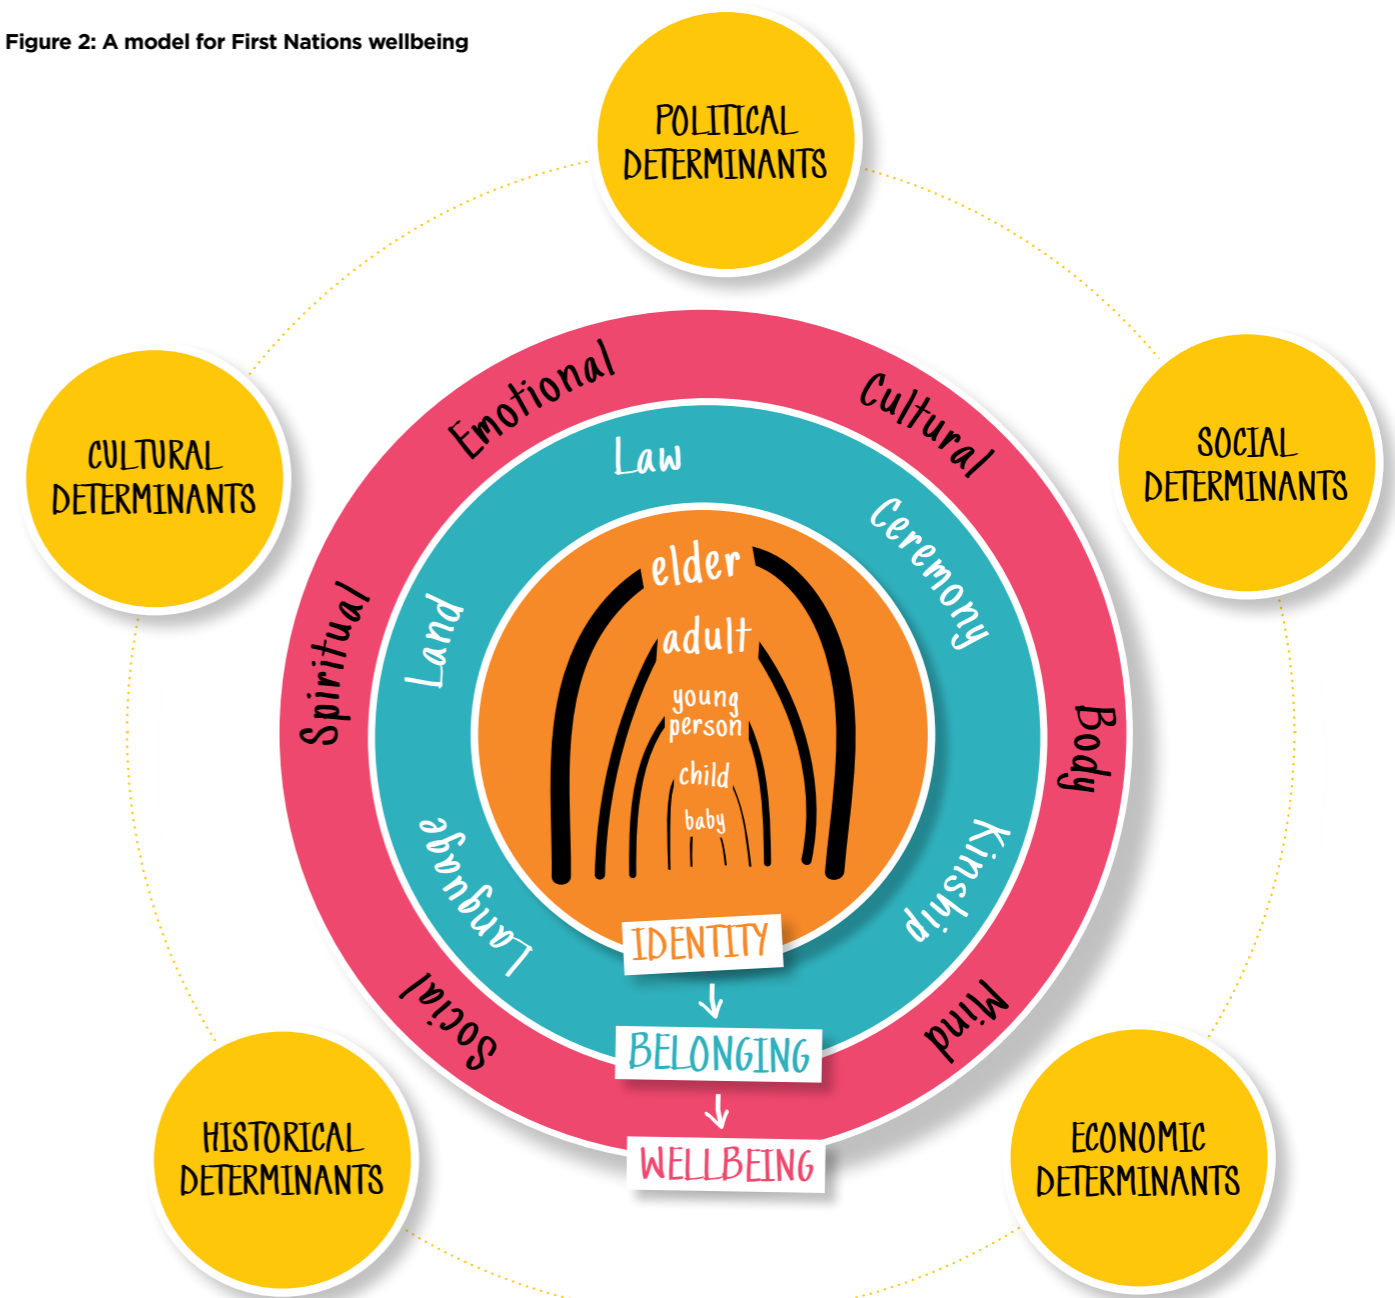 Figure 2: A model for First Nations wellbeing
POLITICAL
DETERMINANTS
CULTURAL
DETERMINANTS
SOCIAL
DETERMINANTS
HISTORICAL
DETERMINANTS
ECONOMIC
DETERMINANTS
Emotional
Cultural
Spiritual
Body
Social
Mind
Law
Ceremony
Land
Kinship
Language
elder
adult
young
person
child
baby
IDENTITY
BELONGING
WELLBEING